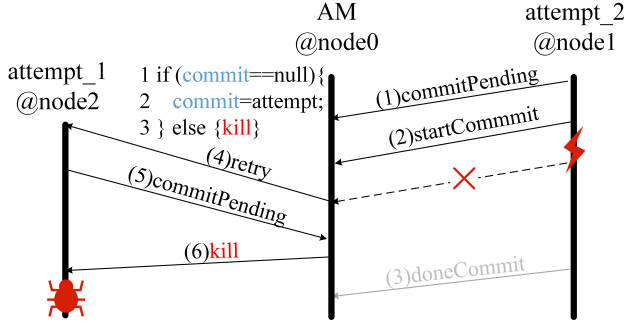 AM
@node0
attempt_2
@node1
attempt_1
@node2
1 if (commit==null){
2 commit=attempt;
3 } else {kill}
(1)commitPending
(2)startCommmit
(4)retry
(5)commitPending
(6)kill
(3)doneCommit